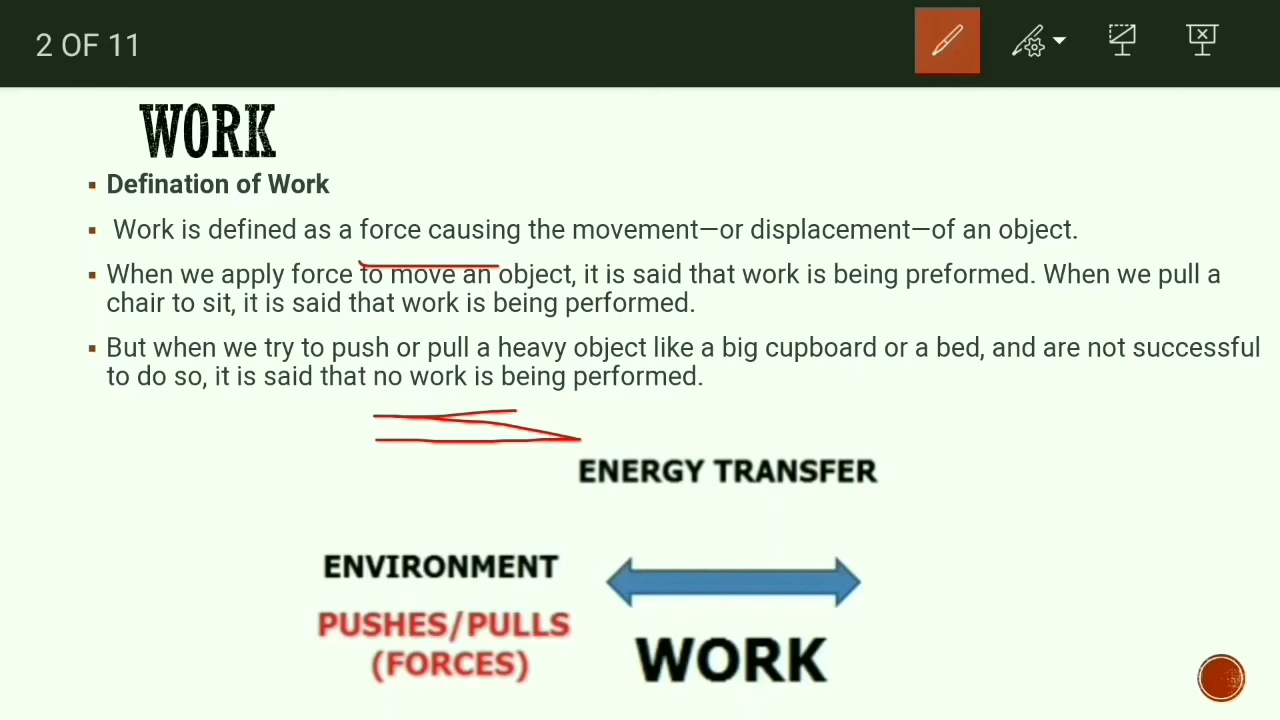 2 OF 11
WORK
Defination of Work
Work is defined as a force causing the movement—or displacement—of an object.
When we apply force to move an object, it is said that work is being preformed. When we pull a
chair to sit, it is said that work is being performed.
But when we try to push or pull a heavy object like a big cupboard or a bed, and are not successful
to do so, it is said that no work is being performed.
ENERGY TRANSFER
ENVIRONMENT
PUSHES/PULLS
(FORCES)
WORK